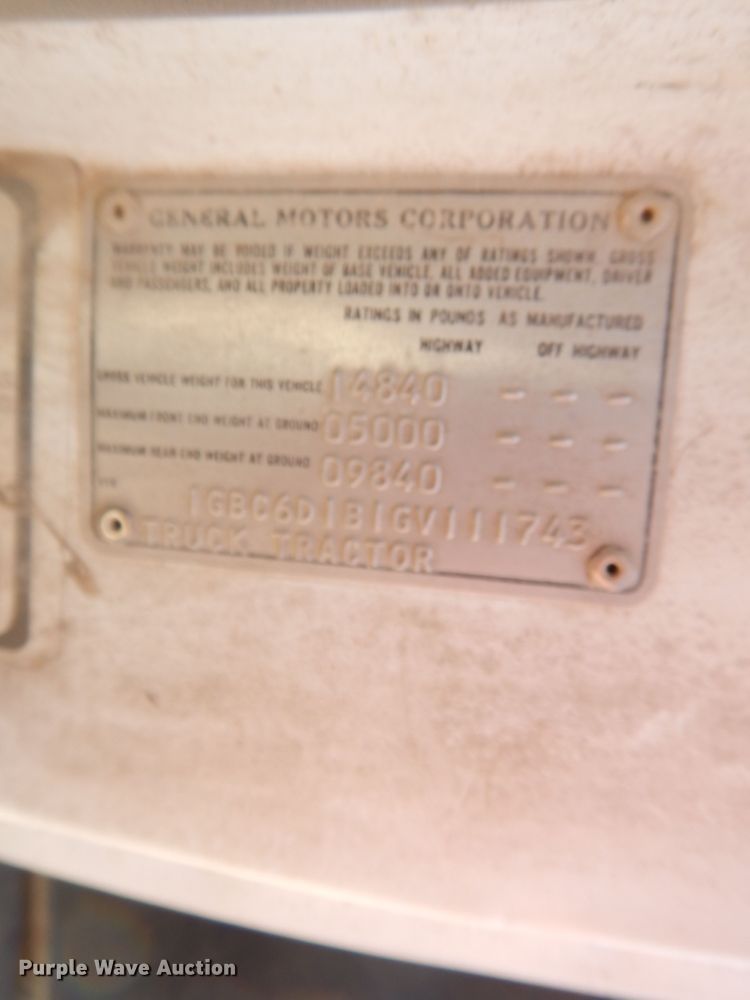 GENERAL MOTORS CORPORATION
WARRANTY MAY BE VOIDED IF WEIGHT EXCEEDS ANY OF RATINGS SHOWN. GROSS
VEHICLE WEIGHT INCLUDES WEIGHT OF BASE VEHICLE, ALL ADDED EQUIPMENT, DRIVER
AND PASSENGERS, AND ALL PROPERTY LOADED INTO OR ONTO VEHICLE.
RATINGS IN POUNDS AS MANUFACTURED
HIGHWAY OFF HIGHWAY
GROSS VEHICLE WEIGHT FOR THIS VEHICLE 14840 - - -
MAXIMUM FRONT END WEIGHT AT GROUND 05000 - - -
MAXIMUM REAR END WEIGHT AT GROUND 09840 - - -
VIN
1GBC6D1B1GV111743
TRUCK TRACTOR
Purple Wave Auction